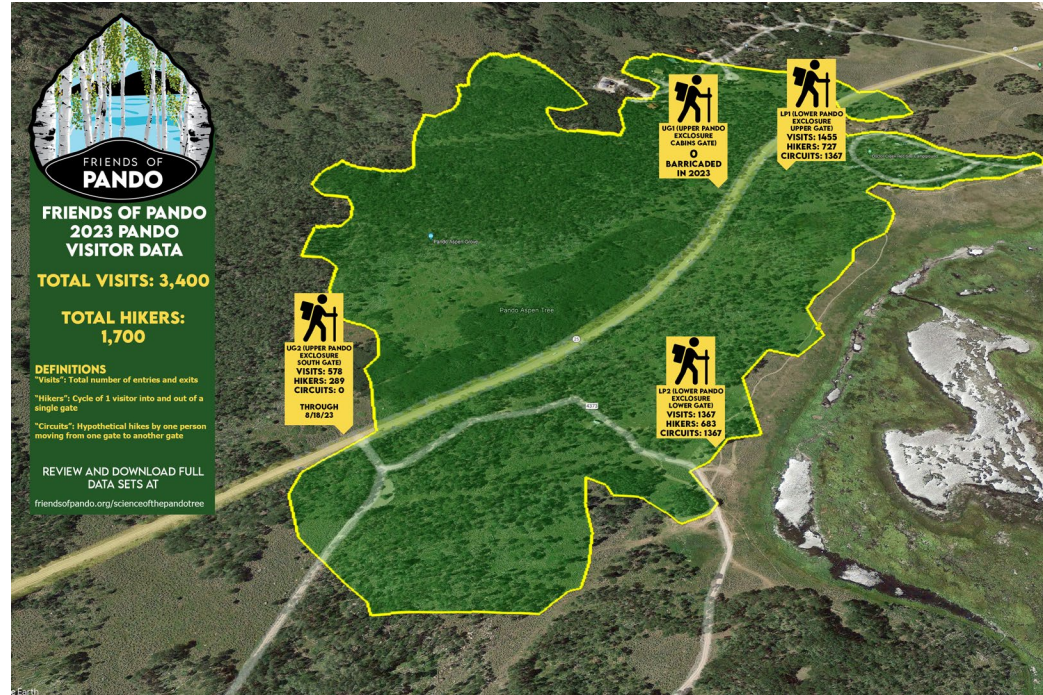 FRIENDS OF
PANDO
FRIENDS OF PANDO
2023 PANDO
VISITOR DATA
TOTAL VISITS: 3,400
TOTAL HIKERS:
1,700
DEFINITIONS
"Visits": Total number of entries and exits
"Hikers": Cycle of 1 visitor into and out of a
single gate
"Circuits": Hypothetical hikes by one person
moving from one gate to another gate
REVIEW AND DOWNLOAD FULL
DATA SETS AT
friendsofpando.org/scienceofthepandotree
UG1 (UPPER PANDO
EXCLOSURE
CABINS GATE)
0
BARRICADED
IN 2023
LP1 (LOWER PANDO
EXCLOSURE
UPPER GATE)
VISITS: 1455
HIKERS: 727
CIRCUITS: 1367
Pando Aspen Grove
Pando Aspen Tree
25
UG2 (UPPER PANDO
EXCLOSURE
SOUTH GATE)
VISITS: 578
HIKERS: 289
CIRCUITS: 0
THROUGH
8/18/23
LP2 (LOWER PANDO
EXCLOSURE
LOWER GATE)
VISITS: 1367
HIKERS: 683
CIRCUITS: 1367
Earth